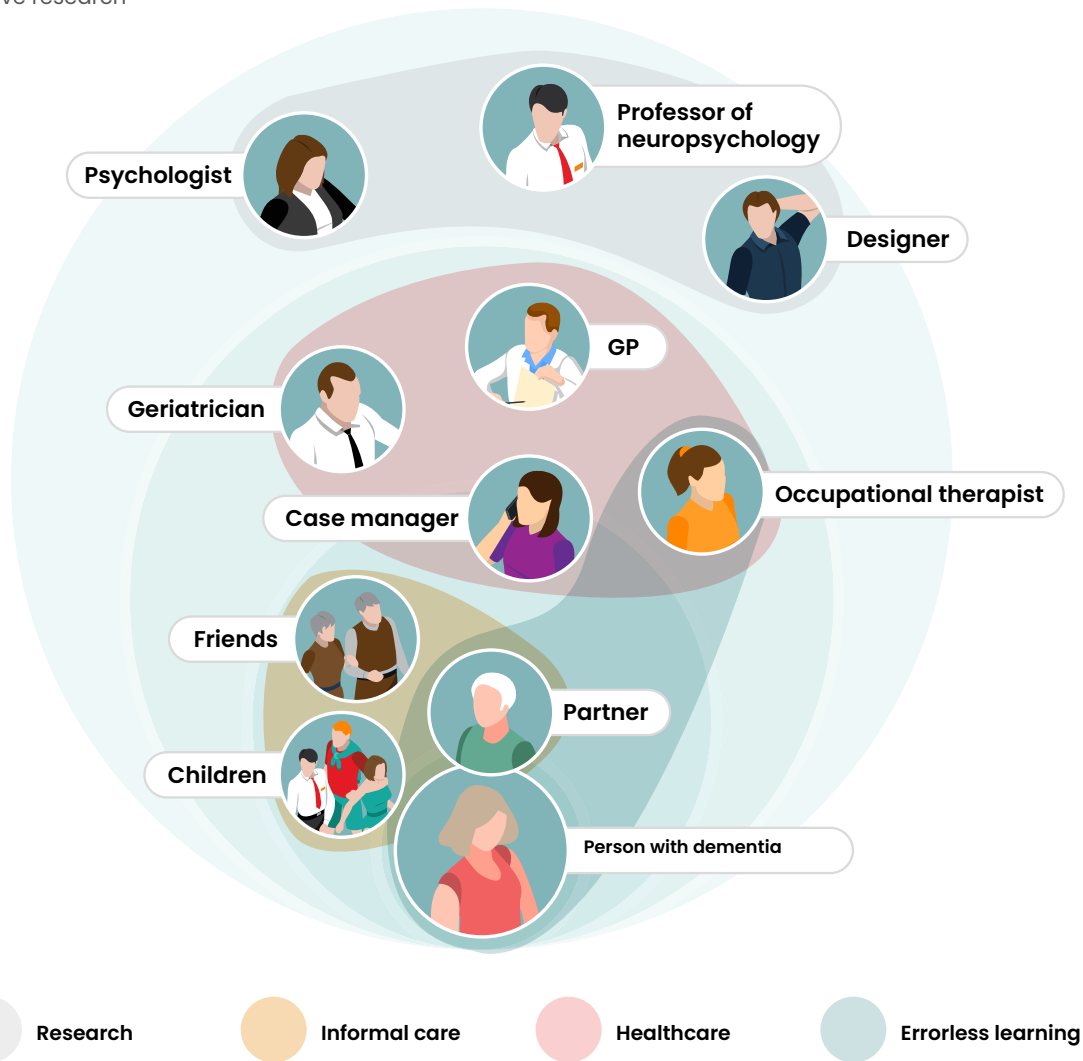 research
Professor of
neuropsychology
Psychologist
Designer
GP
Geriatrician
Occupational therapist
Case manager
Friends
Partner
Children
Person with dementia
Research
Informal care
Healthcare
Errorless learning